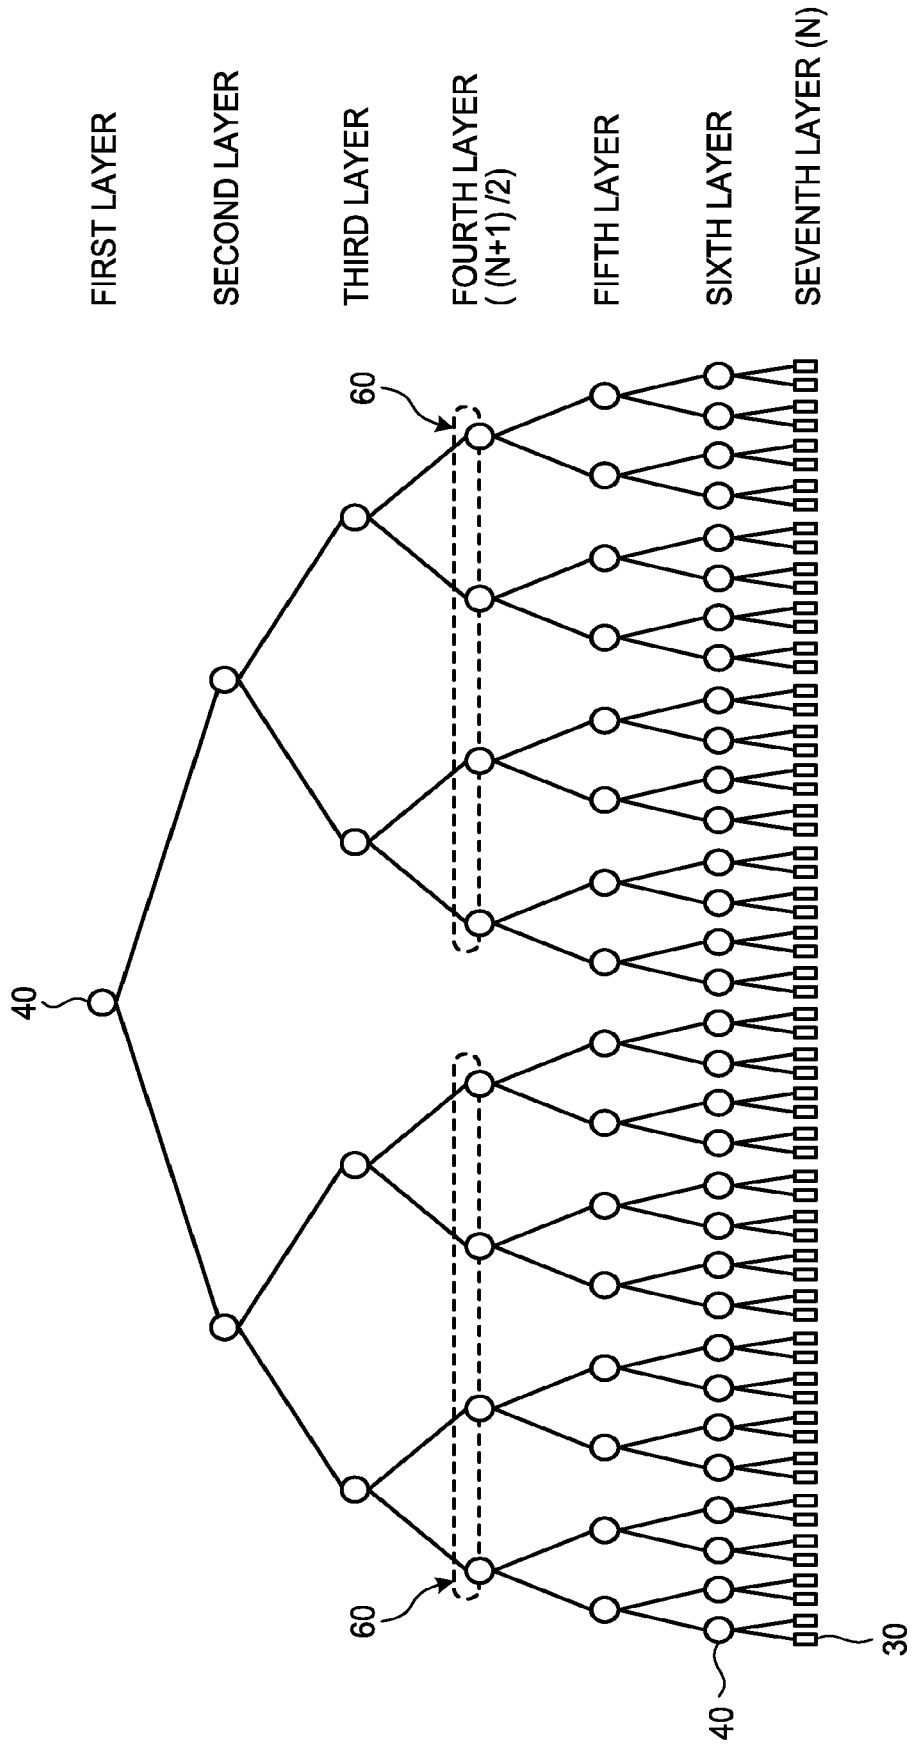 40
FIRST LAYER
SECOND LAYER
THIRD LAYER
60
60
FOURTH LAYER
( (N+1) /2)
FIFTH LAYER
40
SIXTH LAYER
30
SEVENTH LAYER (N)